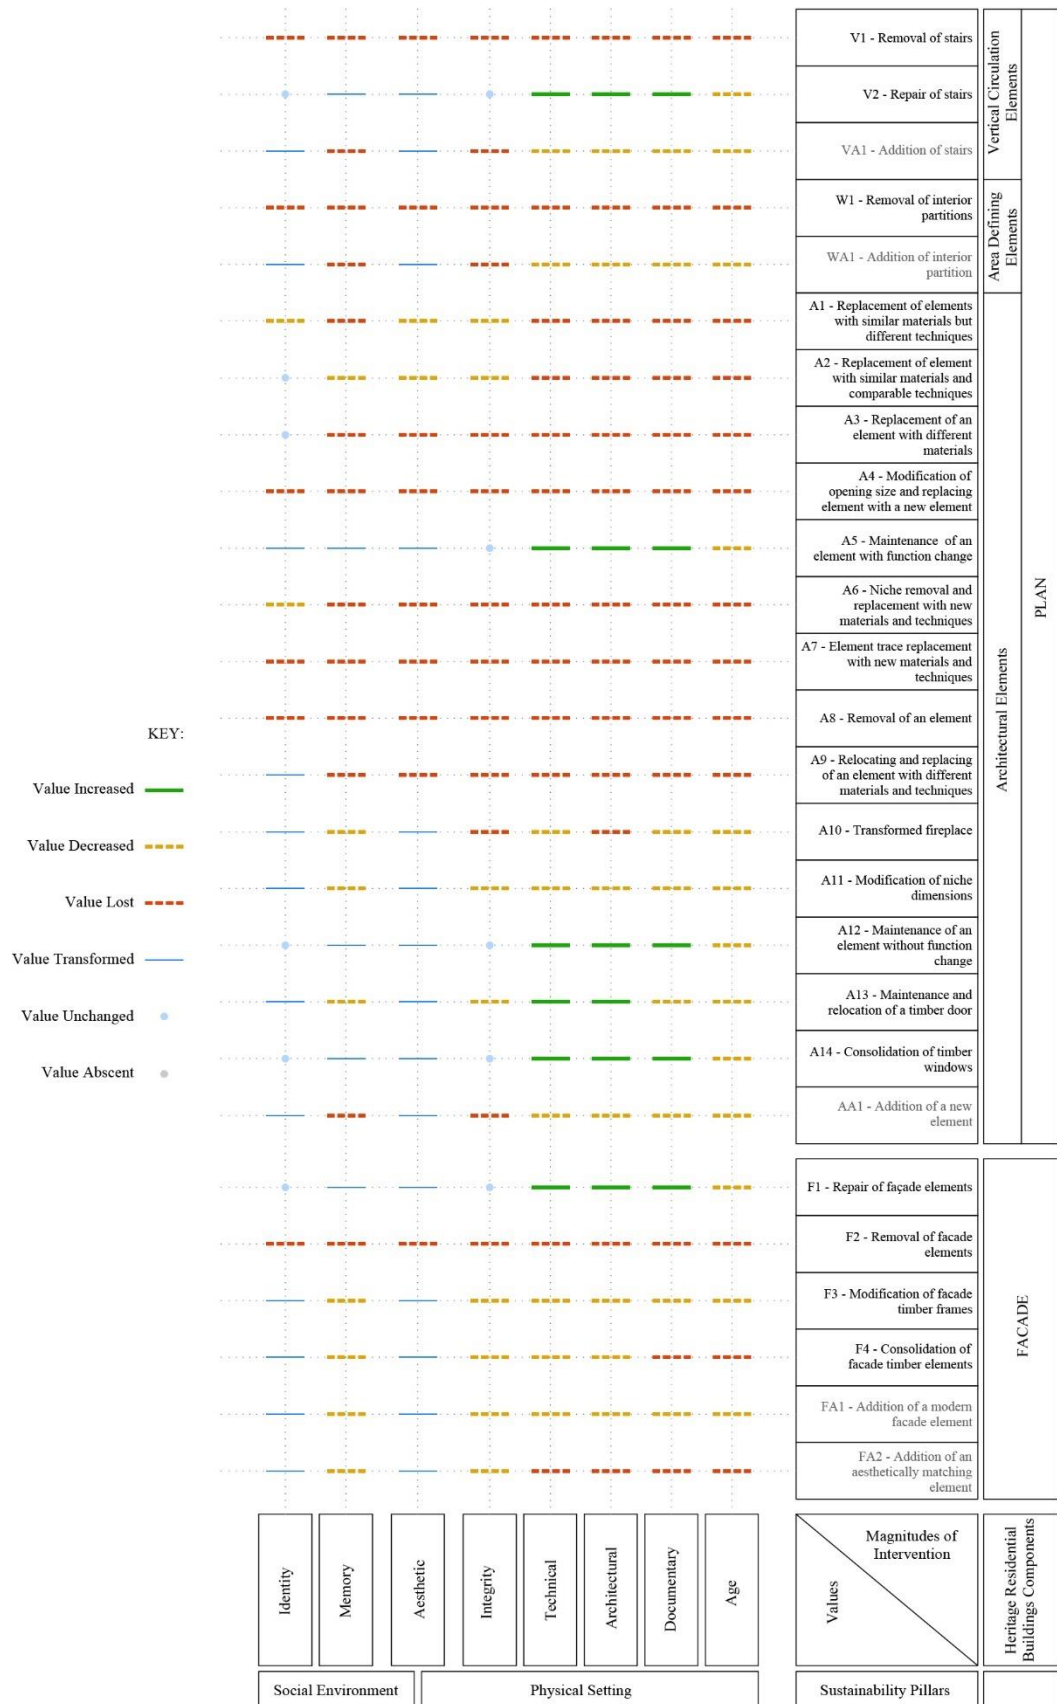 V1 - Removal of stairs
V2 - Repair of stairs
VA1 - Addition of stairs
Vertical Circulation
Elements
W1 - Removal of interior
partitions
WA1 - Addition of interior
partition
Area Defining
Elements
A1 - Replacement of elements
with similar materials but
different techniques
A2 - Replacement of element
with similar materials and
comparable techniques
A3 - Replacement of an
element with different
materials
A4 - Modification of
opening size and replacing
element with a new element
A5 - Maintenance of an
element with function change
A6 - Niche removal and
replacement with new
materials and techniques
A7 - Element trace replacement
with new materials and
techniques
A8 - Removal of an element
A9 - Relocating and replacing
of an element with different
materials and techniques
A10 - Transformed fireplace
A11 - Modification of niche
dimensions
A12 - Maintenance of an
element without function
change
A13 - Maintenance and
relocation of a timber door
A14 - Consolidation of timber
windows
AA1 - Addition of a new
element
Architectural Elements
PLAN
KEY:
Value Increased
Value Decreased
Value Lost
Value Transformed
Value Unchanged
Value Abscent
F1 - Repair of façade elements
F2 - Removal of facade
elements
F3 - Modification of facade
timber frames
F4 - Consolidation of
facade timber elements
FA1 - Addition of a modern
facade element
FA2 - Addition of an
aesthetically matching
element
FACADE
Identity
Memory
Aesthetic
Integrity
Technical
Architectural
Documentary
Age
Values
Magnitudes of
Intervention
Heritage Residential
Buildings Components
Social Environment
Physical Setting
Sustainability Pillars